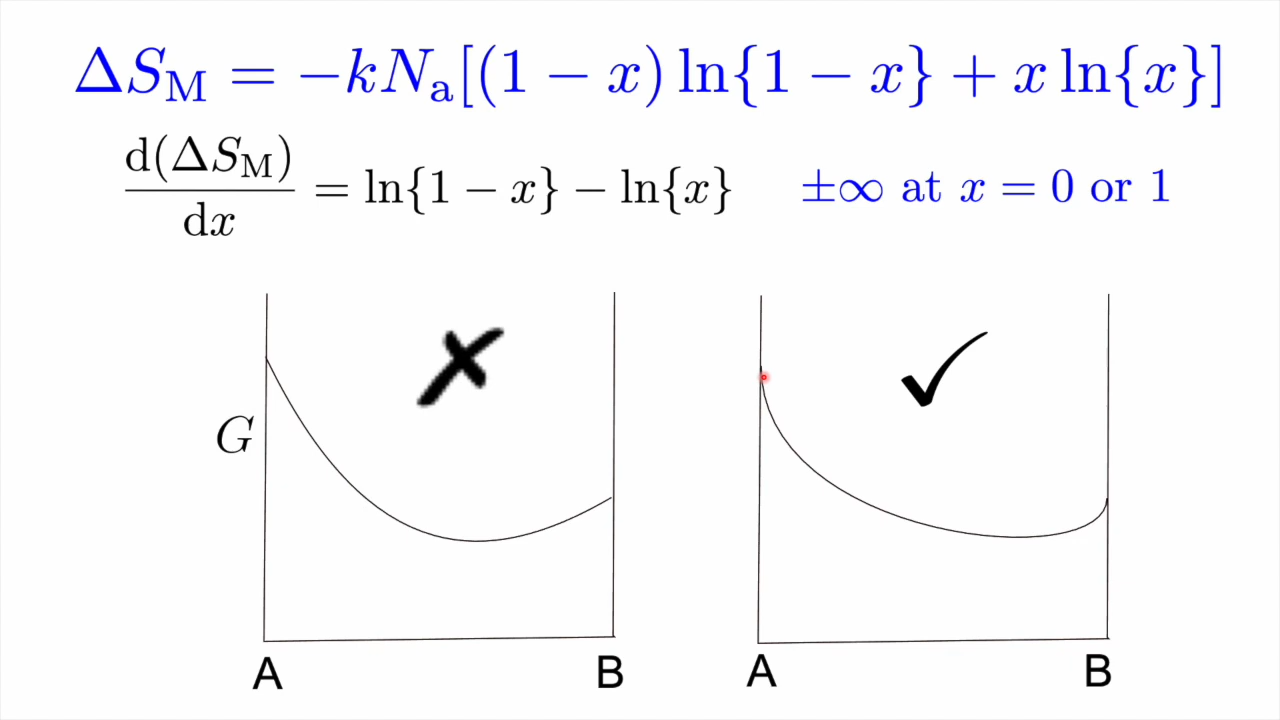 ΔS_M = −kN_a[(1 − x) ln{1 − x} + x ln{x}]
d(ΔS_M)/dx = ln{1 − x} − ln{x} ±∞ at x = 0 or 1
G
A B A B